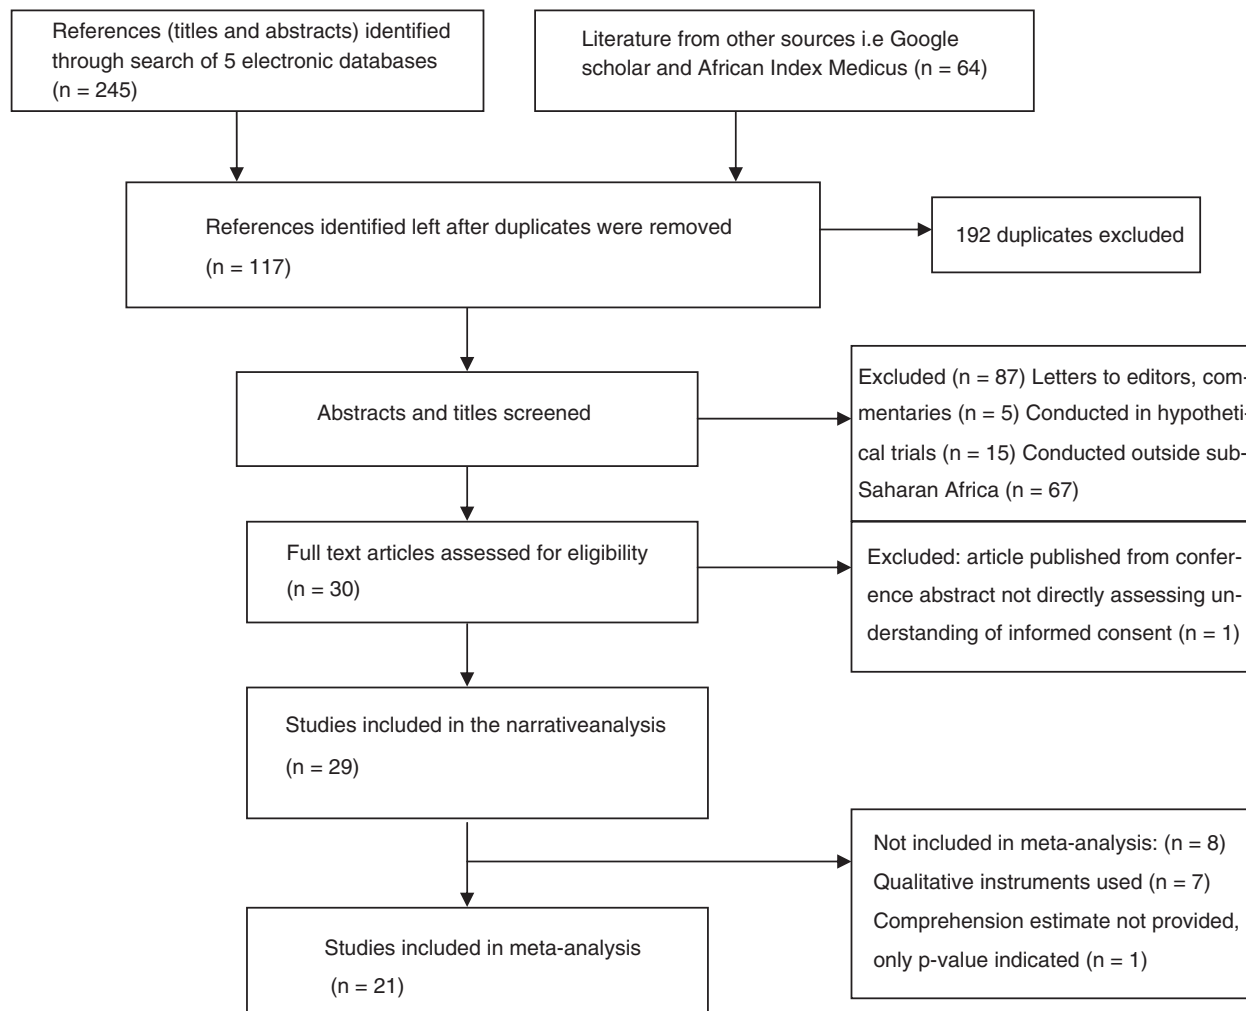 References (titles and abstracts) identified
through search of 5 electronic databases
(n = 245)
Literature from other sources i.e Google
scholar and African Index Medicus (n = 64)
References identified left after duplicates were removed
(n = 117)
192 duplicates excluded
Abstracts and titles screened
Excluded (n = 87) Letters to editors, com-
mentaries (n = 5) Conducted in hypotheti-
cal trials (n = 15) Conducted outside sub-
Saharan Africa (n = 67)
Full text articles assessed for eligibility
(n = 30)
Excluded: article published from confer-
ence abstract not directly assessing un-
derstanding of informed consent (n = 1)
Studies included in the narrativeanalysis
(n = 29)
Not included in meta-analysis: (n = 8)
Qualitative instruments used (n = 7)
Comprehension estimate not provided,
only p-value indicated (n = 1)
Studies included in meta-analysis
(n = 21)